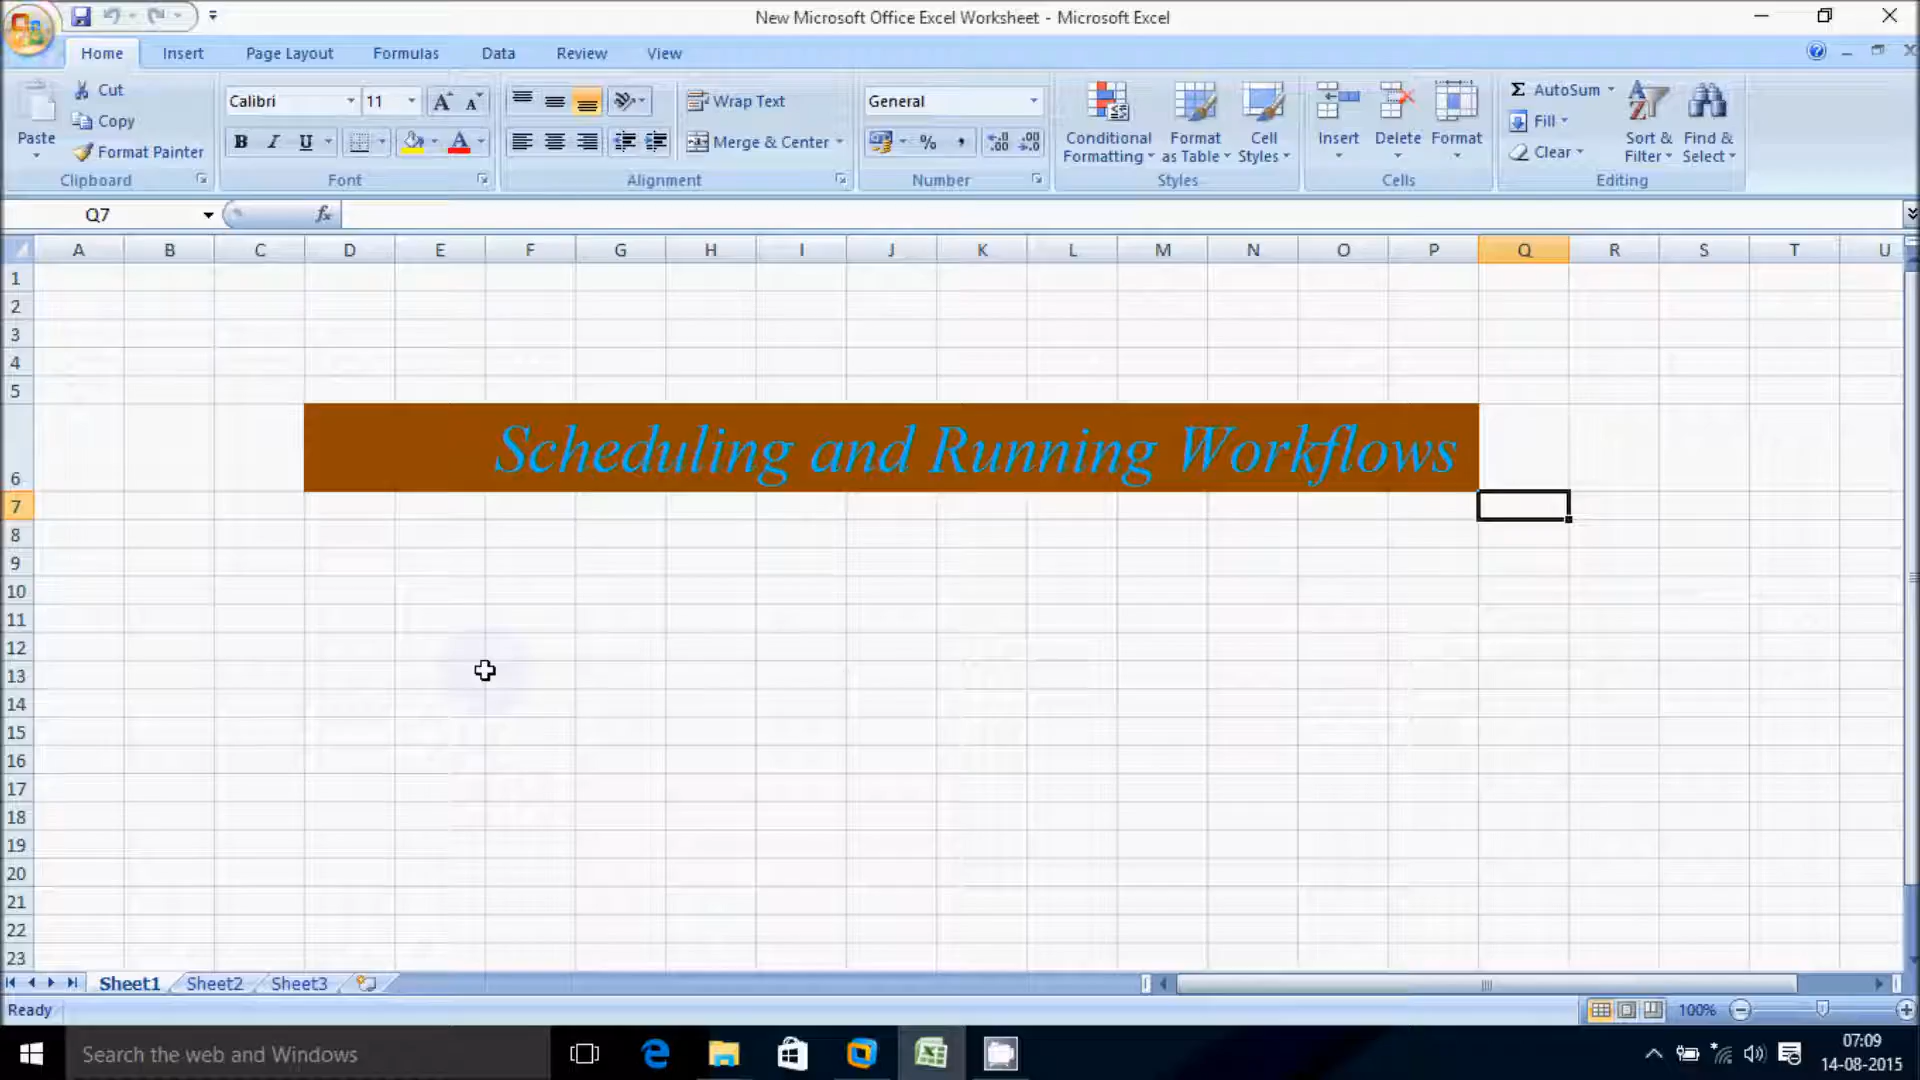 New Microsoft Office Excel Worksheet - Microsoft Excel
Home Insert Page Layout Formulas Data Review View
Cut
Copy
Format Painter
Paste
Clipboard
Calibri 11
B I U A
Font
Wrap Text
Merge & Center
Alignment
General
% ,
Number
Conditional Formatting
Format as Table
Cell Styles
Styles
Insert Delete Format
Cells
Σ AutoSum
Fill
Clear
Sort & Filter
Find & Select
Editing
Q7 fx
A B C D E F G H I J K L M N O P Q R S T U
1
2
3
4
5
6 Scheduling and Running Workflows
7
8
9
10
11
12
13
14
15
16
17
18
19
20
21
22
23
Sheet1 Sheet2 Sheet3
Ready 100%
Search the web and Windows
07:09
14-08-2015